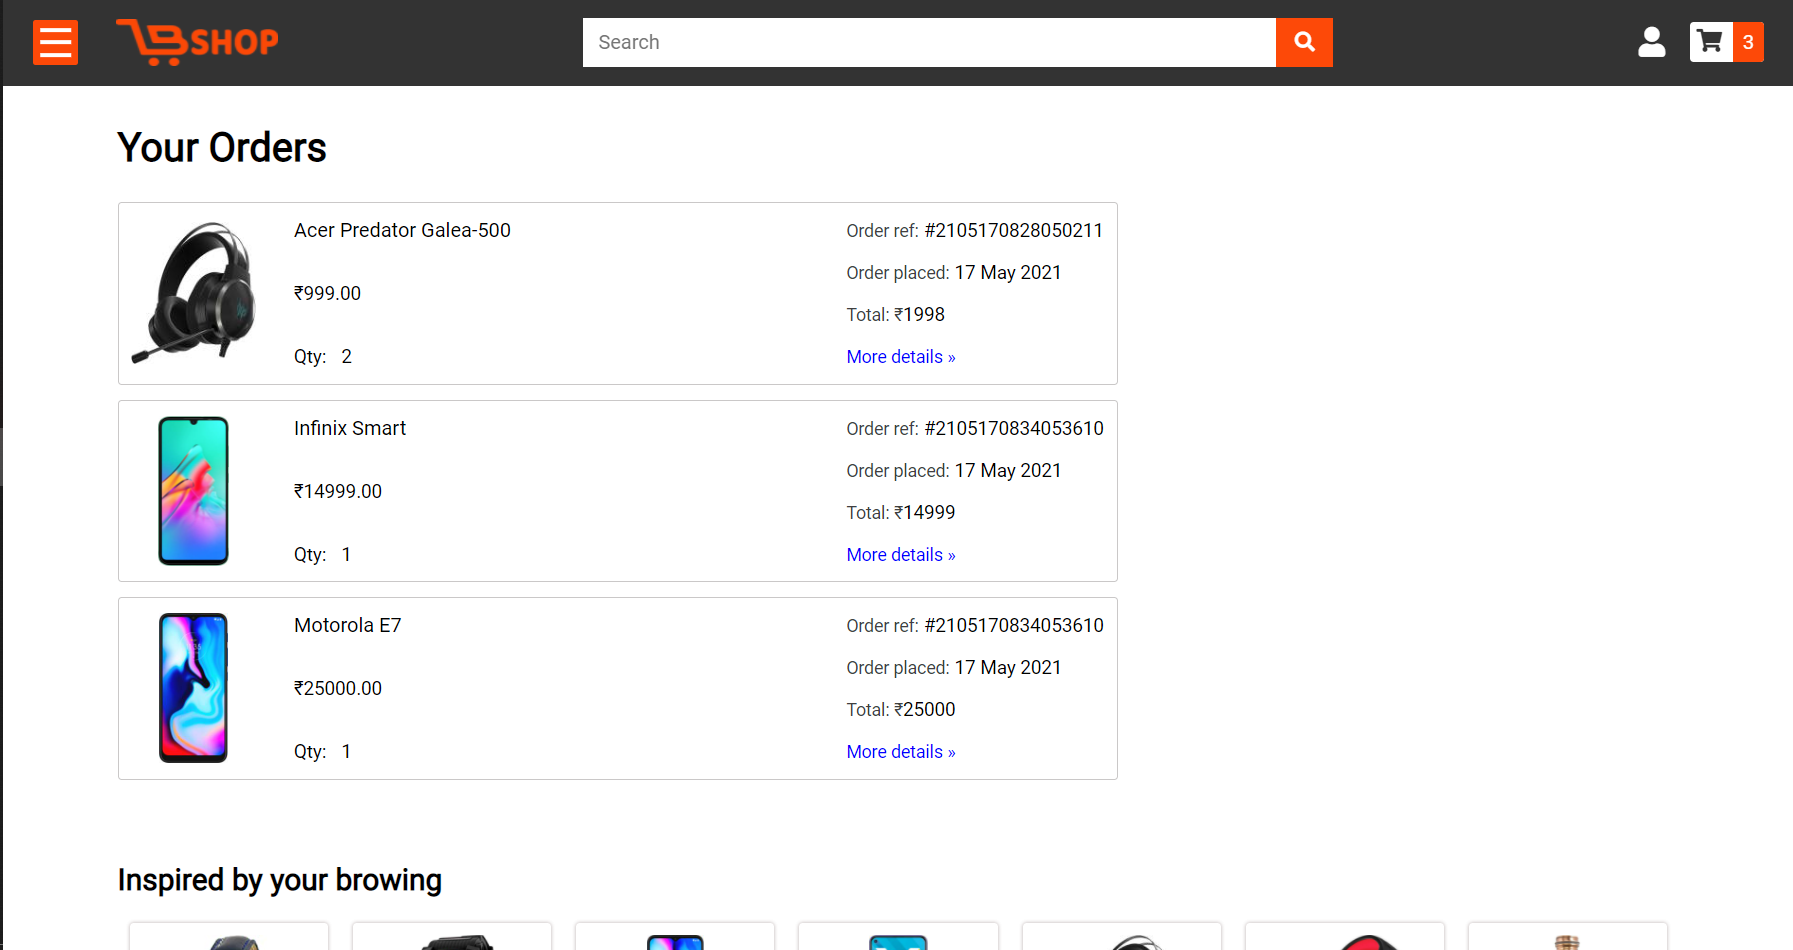 BSHOP
Search
3
Your Orders
Acer Predator Galea-500
₹999.00
Qty: 2
Order ref: #2105170828050211
Order placed: 17 May 2021
Total: ₹1998
More details »
Infinix Smart
₹14999.00
Qty: 1
Order ref: #2105170834053610
Order placed: 17 May 2021
Total: ₹14999
More details »
Motorola E7
₹25000.00
Qty: 1
Order ref: #2105170834053610
Order placed: 17 May 2021
Total: ₹25000
More details »
Inspired by your browing